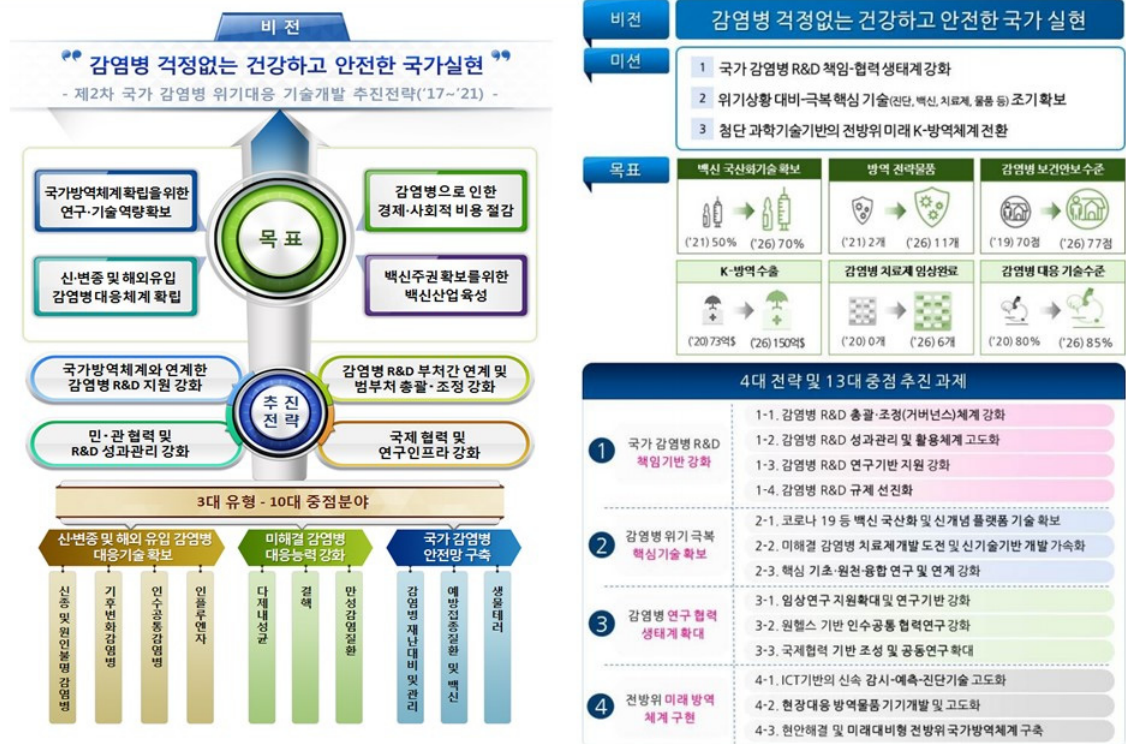 비 전
“ 감염병 걱정없는 건강하고 안전한 국가실현 ”
- 제2차 국가 감염병 위기대응 기술개발 추진전략('17~'21) -
국가방역체계 확립을 위한
연구·기술 역량확보
감염병으로 인한
경제·사회적 비용 절감
목 표
신·변종 및 해외유입
감염병 대응체계 확립
백신주권 확보를 위한
백신산업 육성
국가방역체계와 연계한
감염병 R&D 지원 강화
감염병 R&D 부처간 연계 및
범부처 총괄·조정 강화
추 진
전 략
민·관 협력 및
R&D 성과관리 강화
국제 협력 및
연구인프라 강화
3대 유형 - 10대 중점분야
신·변종 및 해외 유입 감염병
대응기술 확보
미해결 감염병
대응능력 강화
국가 감염병
안전망 구축
신종 및 원인불명 감염병
기후변화감염병
인수공통감염병
인플루엔자
다제내성균
결핵
만성감염질환
감염병 재난대비 및 관리
예방접종질환 및 백신
생물테러
비전
감염병 걱정없는 건강하고 안전한 국가 실현
미션
1 국가 감염병 R&D 책임-협력 생태계 강화
2 위기상황 대비-극복 핵심 기술(진단, 백신, 치료제, 물품 등) 조기 확보
3 첨단 과학기술기반의 전방위 미래 K-방역체계 전환
목표
백신 국산화기술 확보
('21) 50% ('26) 70%
방역 전략물품
('21) 2개 ('26) 11개
감염병 보건안보 수준
('19) 70점 ('26) 77점
K-방역 수출
('20) 73억$ ('26) 150억$
감염병 치료제 임상완료
('20) 0개 ('26) 6개
감염병 대응 기술수준
('20) 80% ('26) 85%
4대 전략 및 13대 중점 추진 과제
1 국가 감염병 R&D
책임기반 강화
1-1. 감염병 R&D 총괄·조정(거버넌스)체계 강화
1-2. 감염병 R&D 성과관리 및 활용체계 고도화
1-3. 감염병 R&D 연구기반 지원 강화
1-4. 감염병 R&D 규제 선진화
2 감염병 위기 극복
핵심기술 확보
2-1. 코로나 19 등 백신 국산화 및 신개념 플랫폼 기술 확보
2-2. 미해결 감염병 치료제개발 도전 및 신기술기반 개발 가속화
2-3. 핵심 기초·원천·융합 연구 및 연계 강화
3 감염병 연구 협력
생태계 확대
3-1. 임상연구 지원확대 및 연구기반 강화
3-2. 원헬스 기반 인수공통 협력연구 강화
3-3. 국제협력 기반 조성 및 공동연구 확대
4 전방위 미래 방역
체계 구현
4-1. ICT기반의 신속 감시-예측-진단기술 고도화
4-2. 현장대응 방역물품 기기개발 및 고도화
4-3. 현안해결 및 미래대비형 전방위 국가방역체계 구축